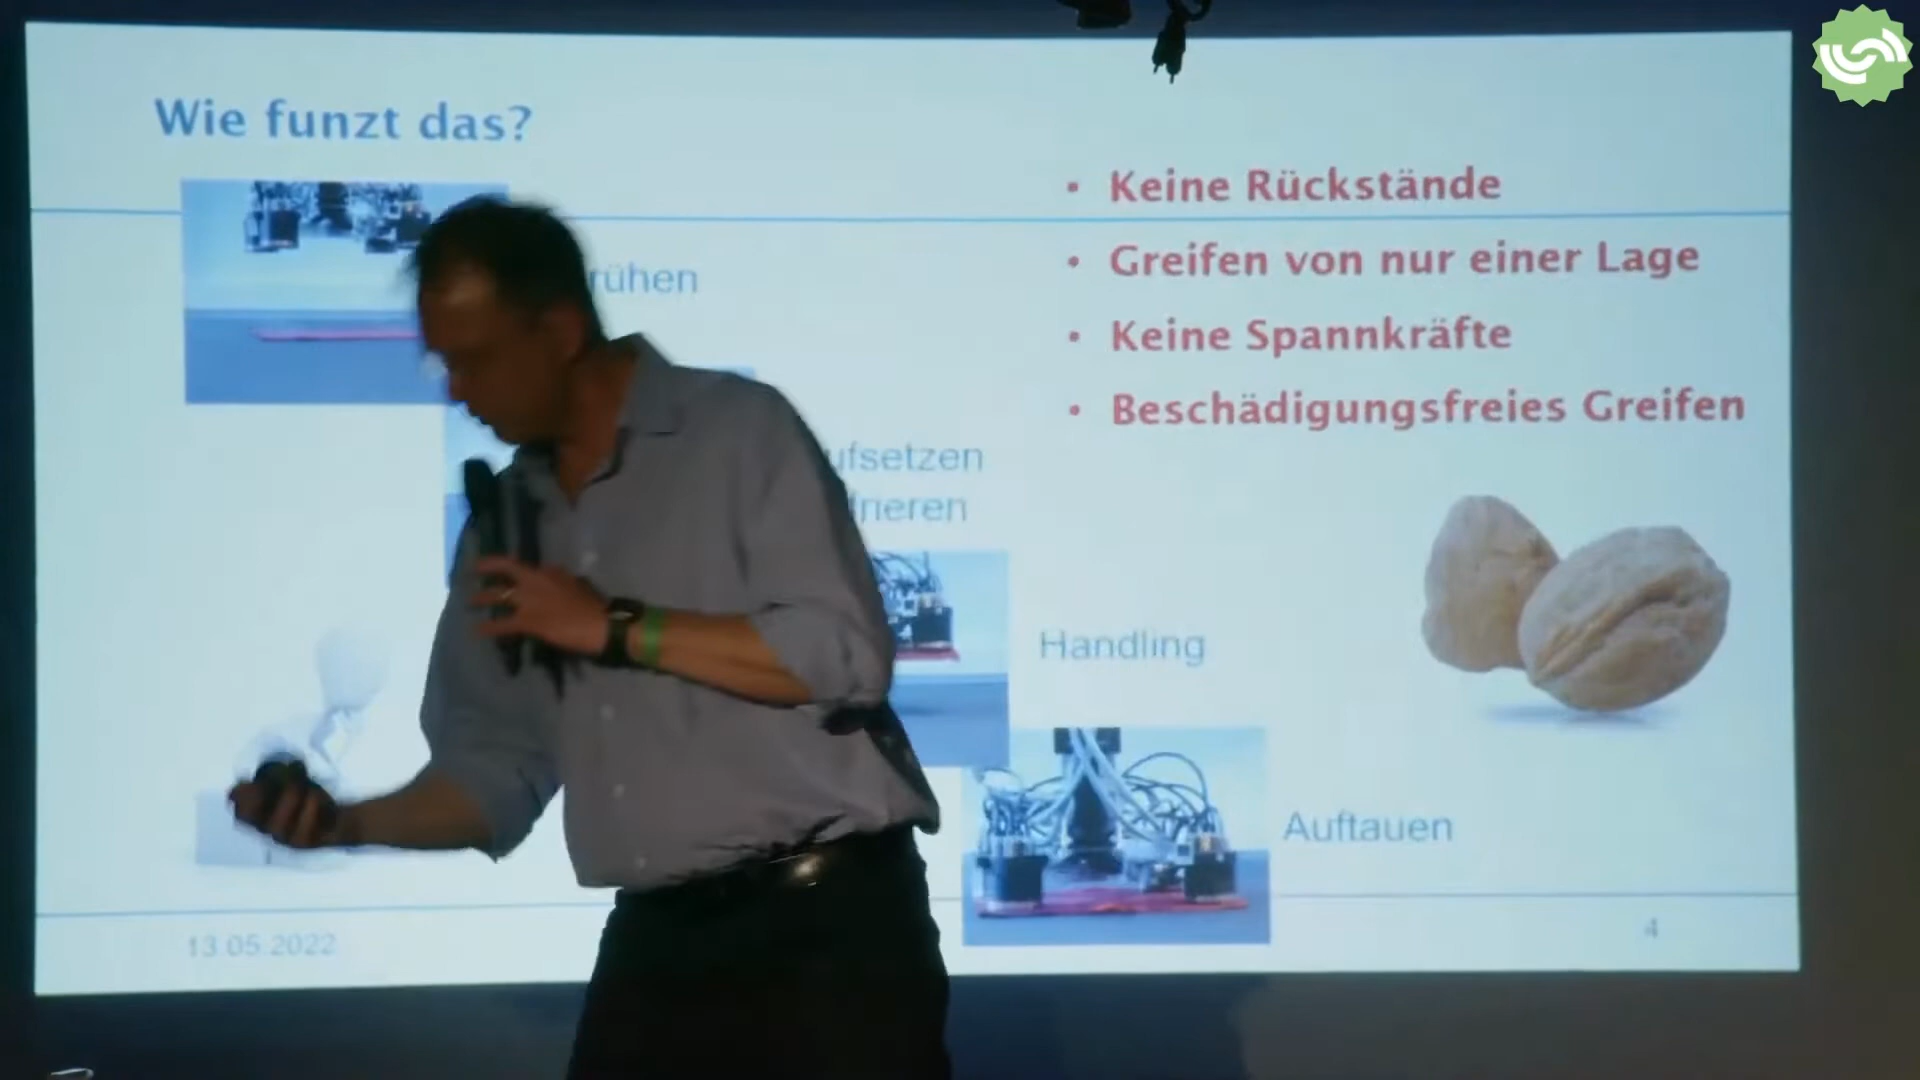 Wie funzt das?
• Keine Rückstände
• Greifen von nur einer Lage
• Keine Spannkräfte
• Beschädigungsfreies Greifen
rühen
ufsetzen
frieren
Handling
Auftauen
13.05.2022
4